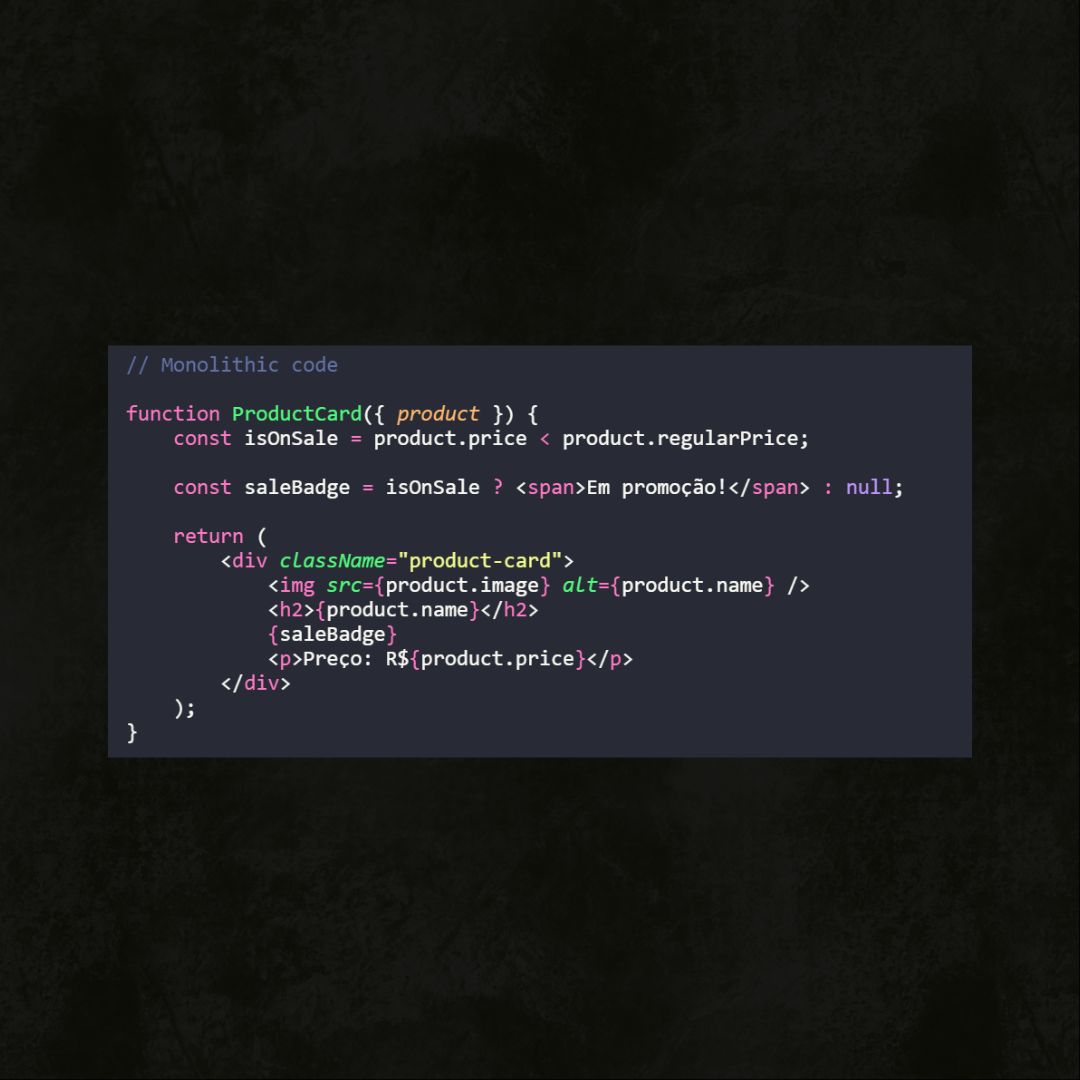 // Monolithic code
function ProductCard({ product }) {
const isOnSale = product.price < product.regularPrice;
const saleBadge = isOnSale ? <span>Em promoção!</span> : null;
return (
<div className="product-card">
<img src={product.image} alt={product.name} />
<h2>{product.name}</h2>
{saleBadge}
<p>Preço: R${product.price}</p>
</div>
);
}